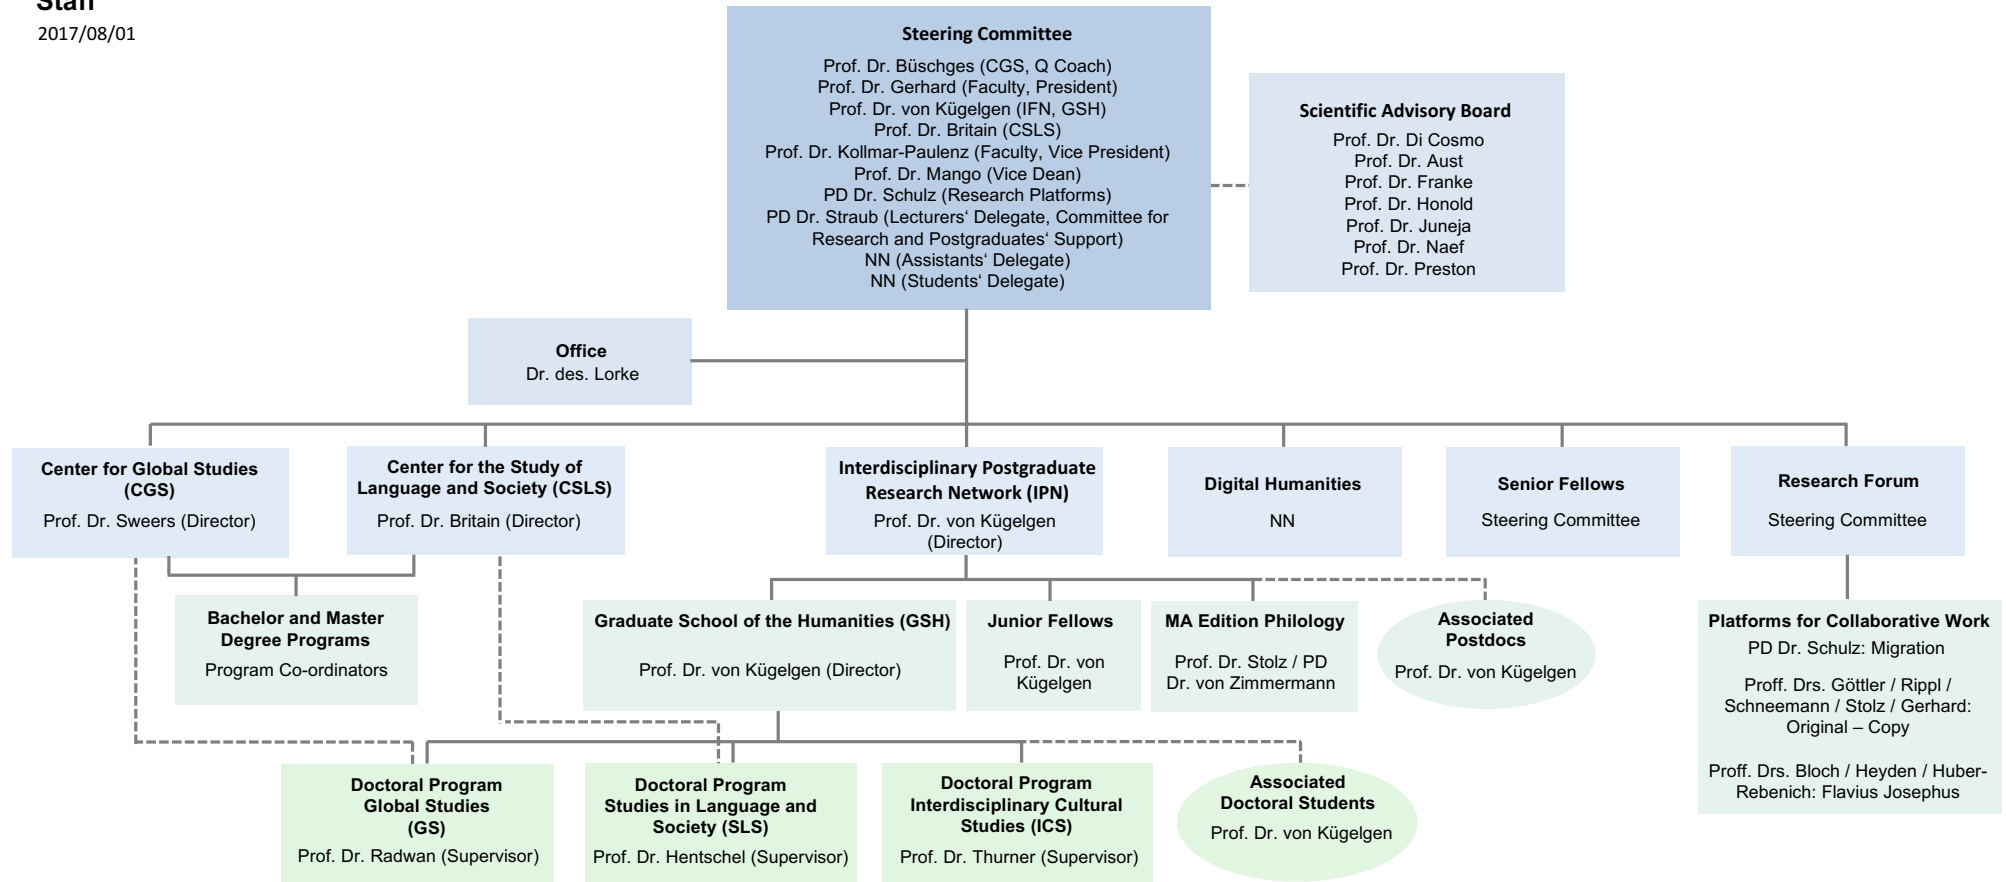 Staff
2017/08/01
Steering Committee
Prof. Dr. Büschges (CGS, Q Coach)
Prof. Dr. Gerhard (Faculty, President)
Prof. Dr. von Kügelgen (IFN, GSH)
Prof. Dr. Britain (CSLS)
Prof. Dr. Kollmar-Paulenz (Faculty, Vice President)
Prof. Dr. Mango (Vice Dean)
PD Dr. Schulz (Research Platforms)
PD Dr. Straub (Lecturers‘ Delegate, Committee for
Research and Postgraduates‘ Support)
NN (Assistants‘ Delegate)
NN (Students‘ Delegate)
Scientific Advisory Board
Prof. Dr. Di Cosmo
Prof. Dr. Aust
Prof. Dr. Franke
Prof. Dr. Honold
Prof. Dr. Juneja
Prof. Dr. Naef
Prof. Dr. Preston
Office
Dr. des. Lorke
Center for Global Studies
(CGS)
Prof. Dr. Sweers (Director)
Center for the Study of
Language and Society (CSLS)
Prof. Dr. Britain (Director)
Interdisciplinary Postgraduate
Research Network (IPN)
Prof. Dr. von Kügelgen
(Director)
Digital Humanities
NN
Senior Fellows
Steering Committee
Research Forum
Steering Committee
Bachelor and Master
Degree Programs
Program Co-ordinators
Graduate School of the Humanities (GSH)
Prof. Dr. von Kügelgen (Director)
Junior Fellows
Prof. Dr. von
Kügelgen
MA Edition Philology
Prof. Dr. Stolz / PD
Dr. von Zimmermann
Associated
Postdocs
Prof. Dr. von Kügelgen
Platforms for Collaborative Work
PD Dr. Schulz: Migration
Proff. Drs. Göttler / Rippl /
Schneemann / Stolz / Gerhard:
Original – Copy
Proff. Drs. Bloch / Heyden / Huber-
Rebenich: Flavius Josephus
Doctoral Program
Global Studies
(GS)
Prof. Dr. Radwan (Supervisor)
Doctoral Program
Studies in Language and
Society (SLS)
Prof. Dr. Hentschel (Supervisor)
Doctoral Program
Interdisciplinary Cultural
Studies (ICS)
Prof. Dr. Thurner (Supervisor)
Associated
Doctoral Students
Prof. Dr. von Kügelgen